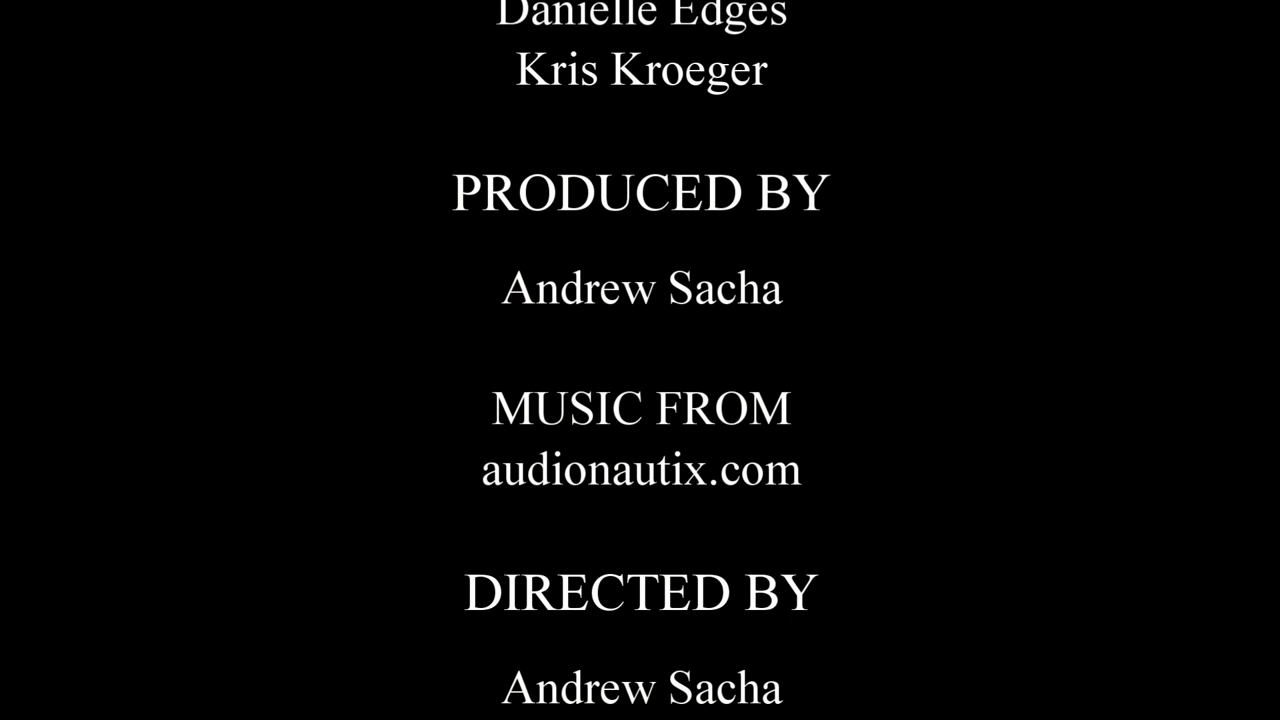 Danielle Edges
Kris Kroeger
PRODUCED BY
Andrew Sacha
MUSIC FROM
audionautix.com
DIRECTED BY
Andrew Sacha